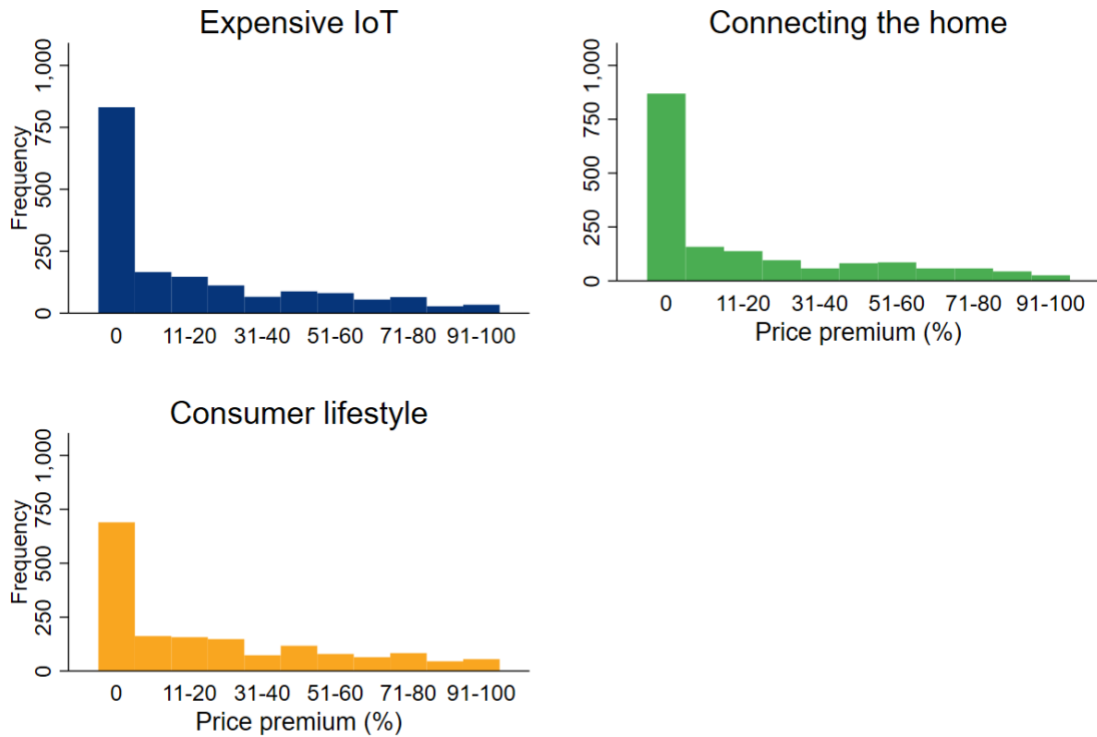 Expensive IoT
Frequency
1,000
750
500
250
0
0 11-20 31-40 51-60 71-80 91-100
Connecting the home
1,000
750
500
250
0
0 11-20 31-40 51-60 71-80 91-100
Price premium (%)
Consumer lifestyle
Frequency
1,000
750
500
250
0
0 11-20 31-40 51-60 71-80 91-100
Price premium (%)